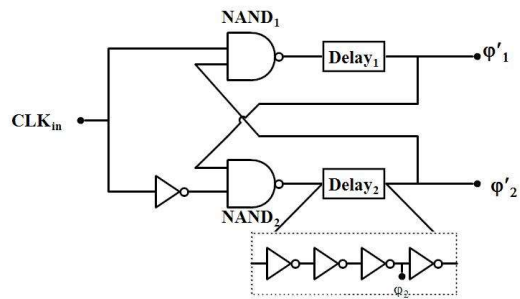 NAND₁
Delay₁
φ'₁
CLKᵢₙ
Delay₂
φ'₂
NAND₂
φ₂